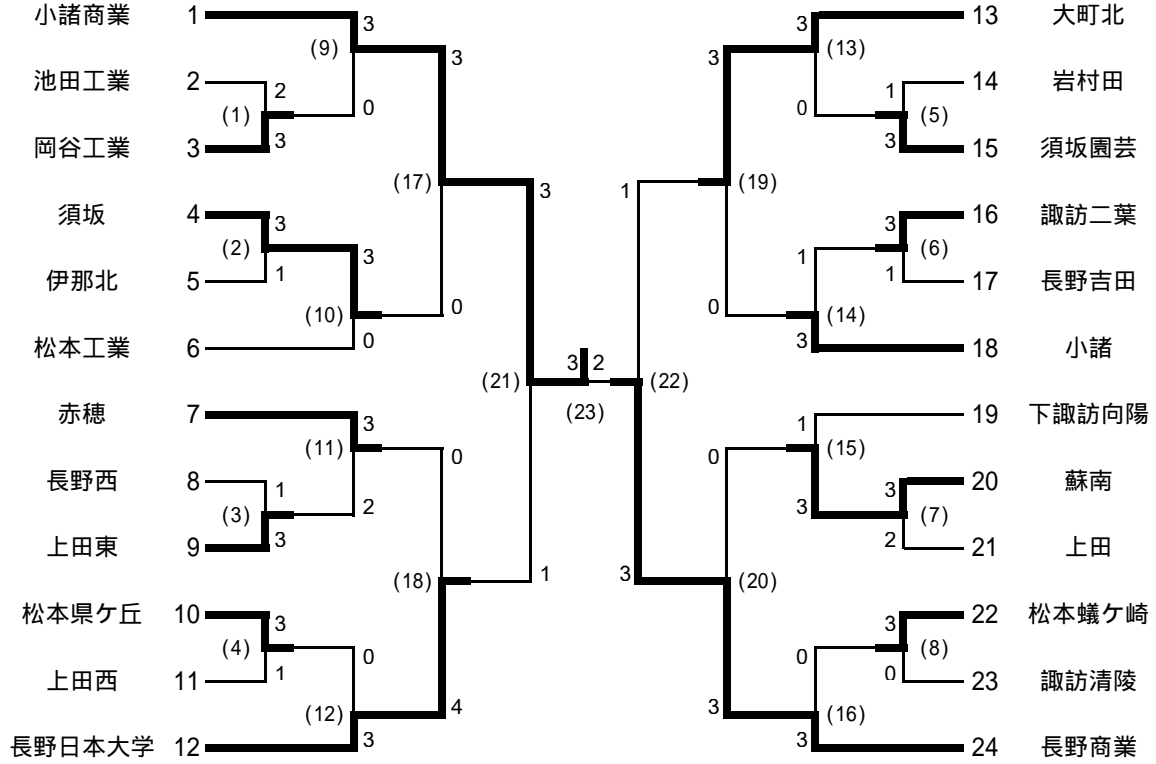 小諸商業 1 3 3 13 大町北
(9) 3 3 (13)
池田工業 2 2 1 14 岩村田
(1) 0 0 (5)
岡谷工業 3 3 3 15 須坂園芸
(17) 3 1 (19)
須坂 4 3 3 16 諏訪二葉
(2) 3 1 (6)
伊那北 5 1 1 17 長野吉田
(10) 0 0 (14)
松本工業 6 0 3 18 小諸
3 2
(21) (22)
(23)
赤穂 7 3 1 19 下諏訪向陽
(11) 0 0 (15)
長野西 8 1 3 20 蘇南
(3) 2 3 (7)
上田東 9 3 2 21 上田
(18) 1 3 (20)
松本県ケ丘 10 3 3 22 松本蟻ケ崎
(4) 0 0 (8)
上田西 11 1 0 23 諏訪清陵
(12) 4 3 (16)
長野日本大学 12 3 3 24 長野商業